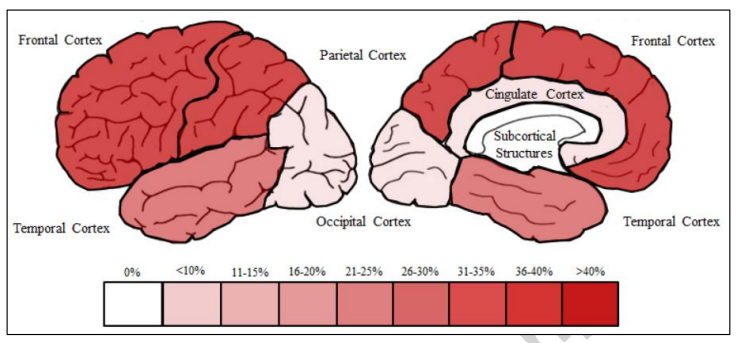 Frontal Cortex
Parietal Cortex
Frontal Cortex
Cingulate Cortex
Subcortical
Structures
Temporal Cortex
Occipital Cortex
Temporal Cortex
0%
<10%
11-15%
16-20%
21-25%
26-30%
31-35%
36-40%
>40%